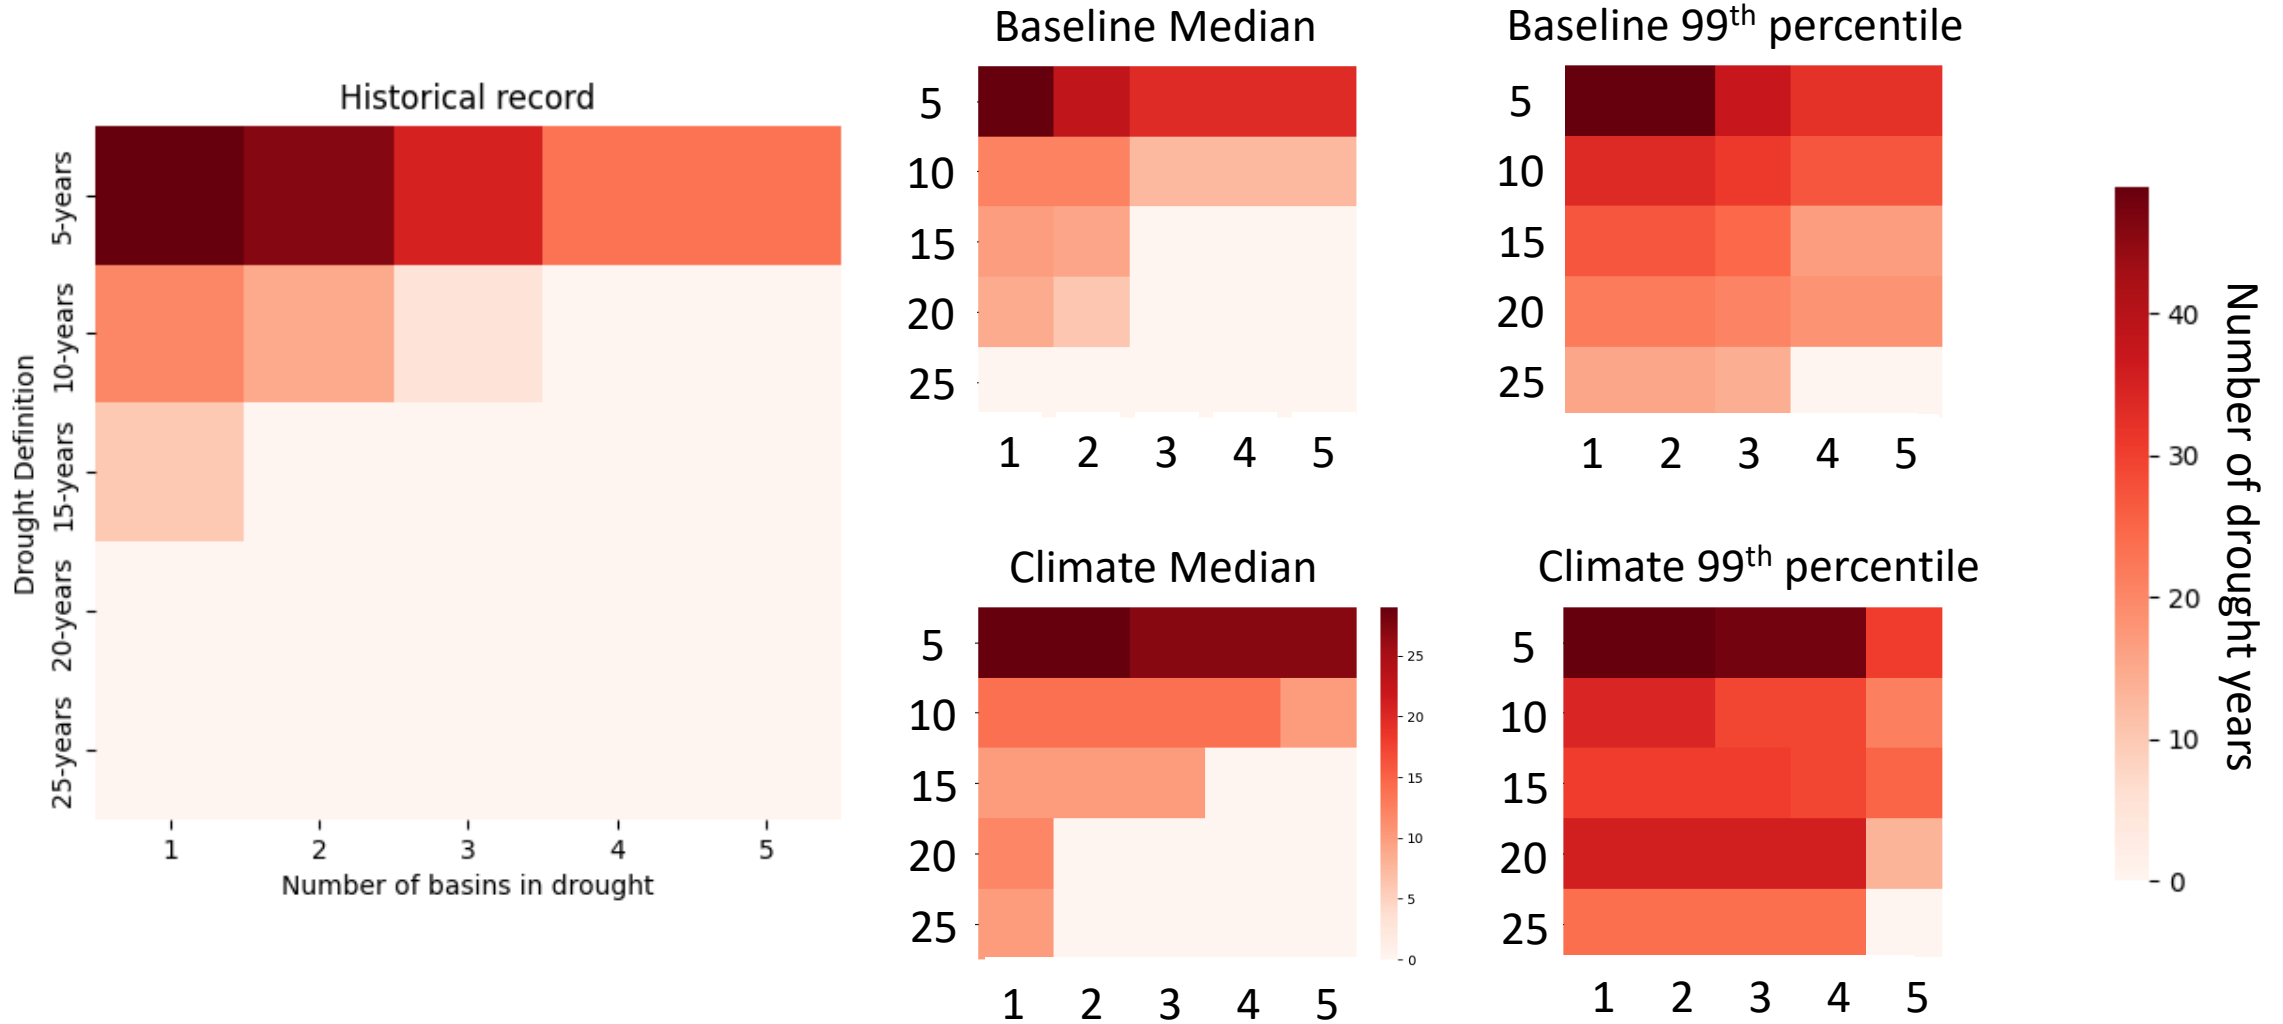 Historical record
Drought Definition
5-years
10-years
15-years
20-years
25-years
1 2 3 4 5
Number of basins in drought
Baseline Median
5
10
15
20
25
1 2 3 4 5
Baseline 99th percentile
5
10
15
20
25
1 2 3 4 5
Climate Median
5
10
15
20
25
1 2 3 4 5
25
20
15
10
5
0
Climate 99th percentile
5
10
15
20
25
1 2 3 4 5
40
30
20
10
0
Number of drought years